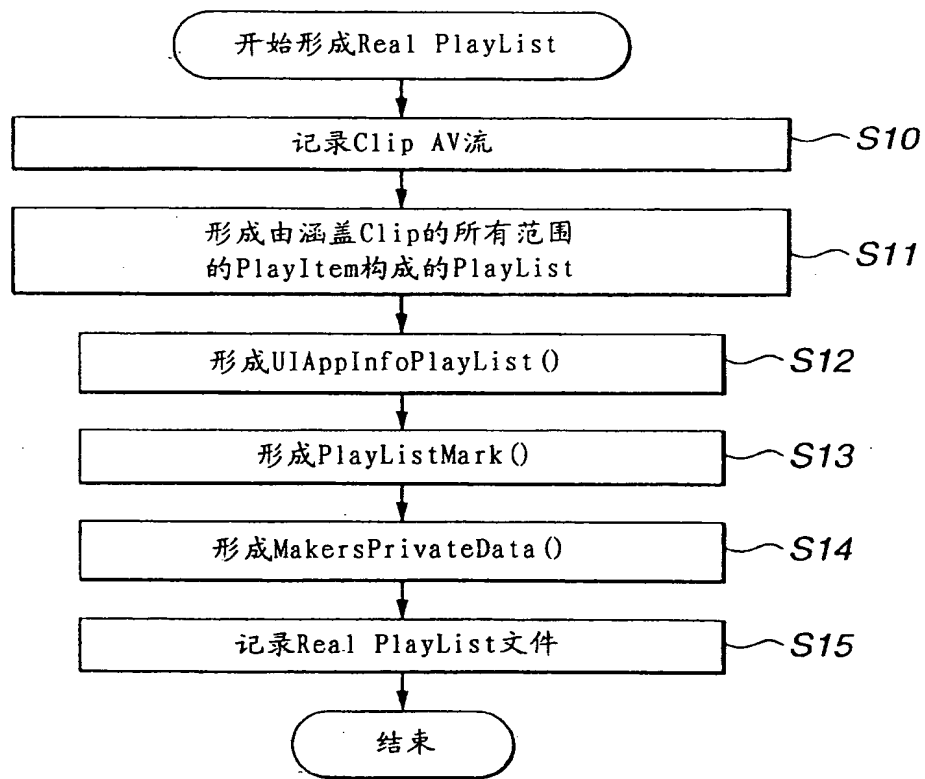 开始形成Real PlayList
记录Clip AV流
S10
形成由涵盖Clip的所有范围
的PlayItem构成的PlayList
S11
形成UIAppInfoPlayList()
S12
形成PlayListMark()
S13
形成MakersPrivateData()
S14
记录Real PlayList文件
S15
结束